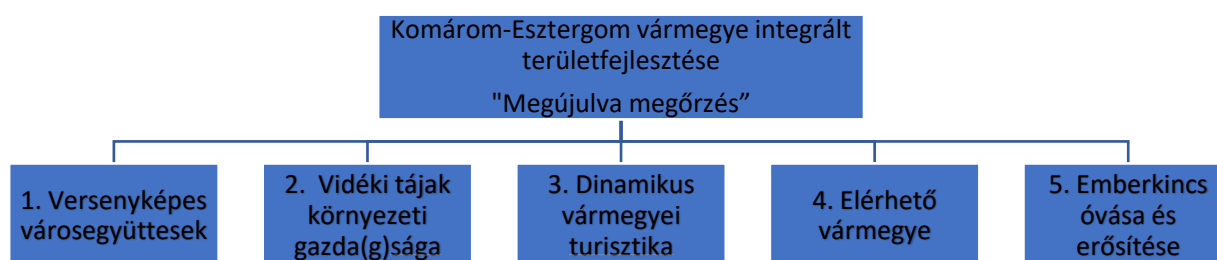 Komárom-Esztergom vármegye integrált
területfejlesztése
"Megújulva megőrzés”
1. Versenyképes
városegyüttesek
2. Vidéki tájak
környezeti
gazda(g)sága
3. Dinamikus
vármegyei
turisztika
4. Elérhető
vármegye
5. Emberkincs
óvása és
erősítése